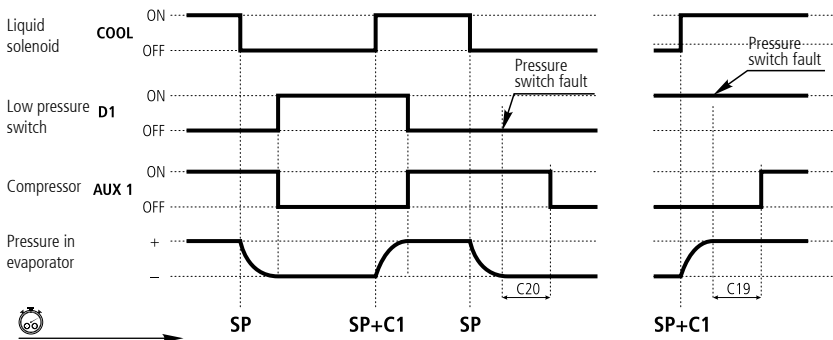 Liquid
solenoid
COOL
ON
OFF
Pressure
switch fault
Pressure
switch fault
Low pressure
switch
D1
ON
OFF
Compressor
AUX 1
ON
OFF
Pressure in
evaporator
+
–
C20
C19
SP
SP+C1
SP
SP+C1